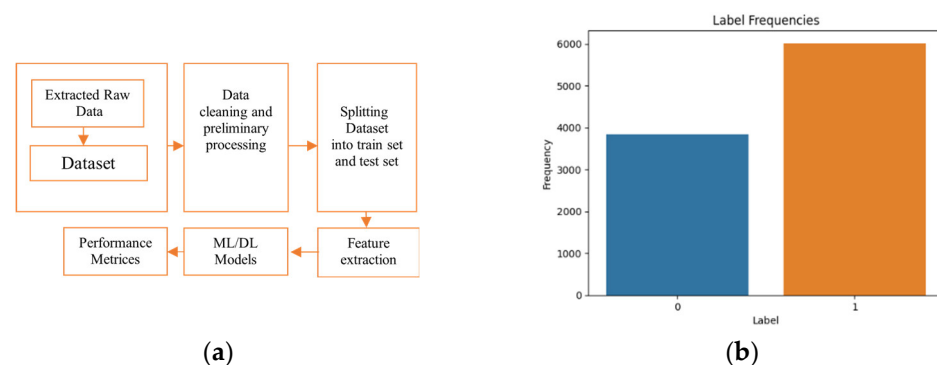 Extracted Raw
Data
Dataset
Data
cleaning and
preliminary
processing
Splitting
Dataset
into train set
and test set
Performance
Metrices
ML/DL
Models
Feature
extraction
(a)
Label Frequencies
6000
5000
4000
3000
2000
1000
0
Frequency
0
1
Label
(b)